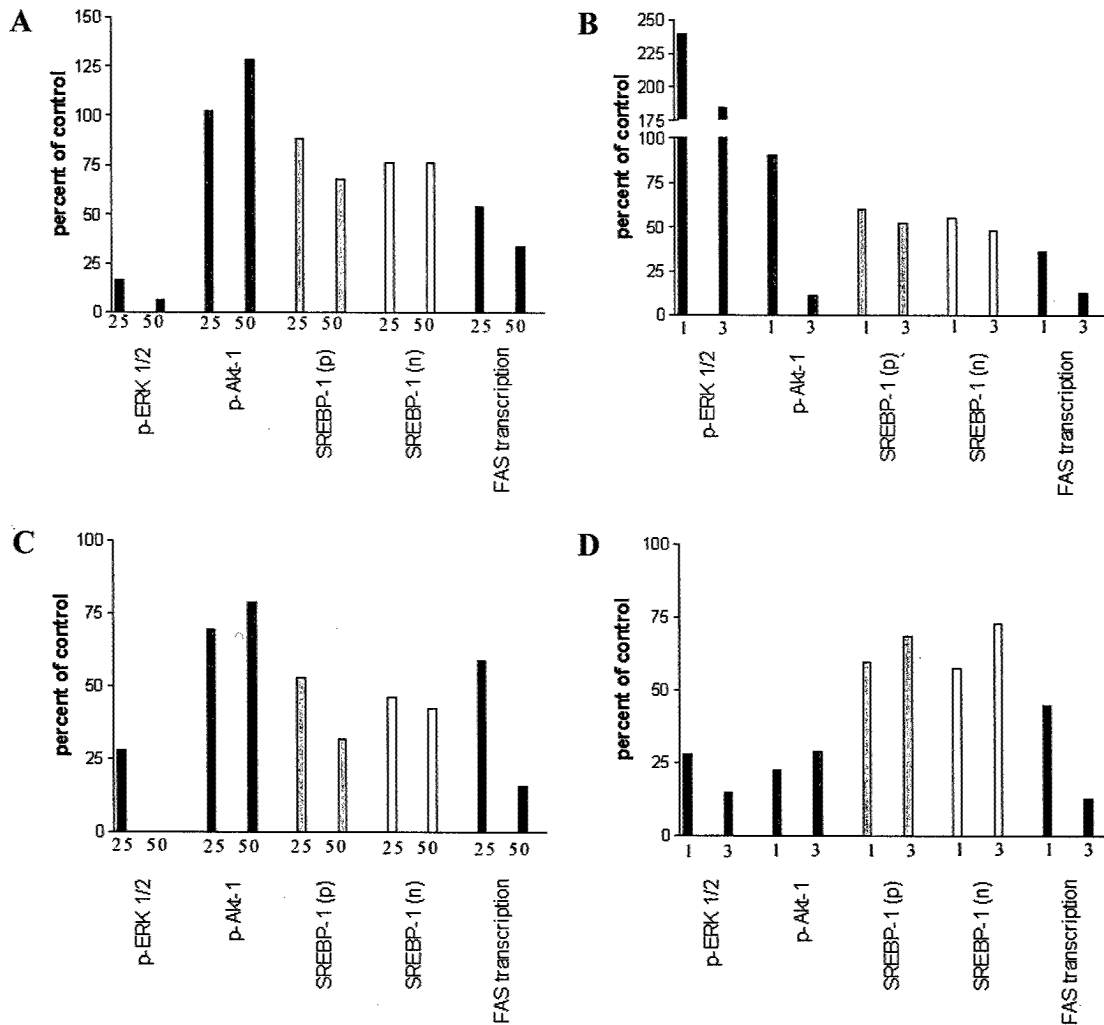 A
percent of control
150
125
100
75
50
25
0
25 50 25 50 25 50 25 50 25 50
p-ERK 1/2
p-Akt-1
SREBP-1 (p)
SREBP-1 (n)
FAS transcription
B
percent of control
250
225
200
175
100
75
50
25
0
1 3 1 3 1 3 1 3 1 3
p-ERK 1/2
p-Akt-1
SREBP-1 (p)
SREBP-1 (n)
FAS transcription
C
percent of control
100
75
50
25
0
25 50 25 50 25 50 25 50 25 50
p-ERK 1/2
p-Akt-1
SREBP-1 (p)
SREBP-1 (n)
FAS transcription
D
percent of control
100
75
50
25
0
1 3 1 3 1 3 1 3 1 3
p-ERK 1/2
p-Akt-1
SREBP-1 (p)
SREBP-1 (n)
FAS transcription